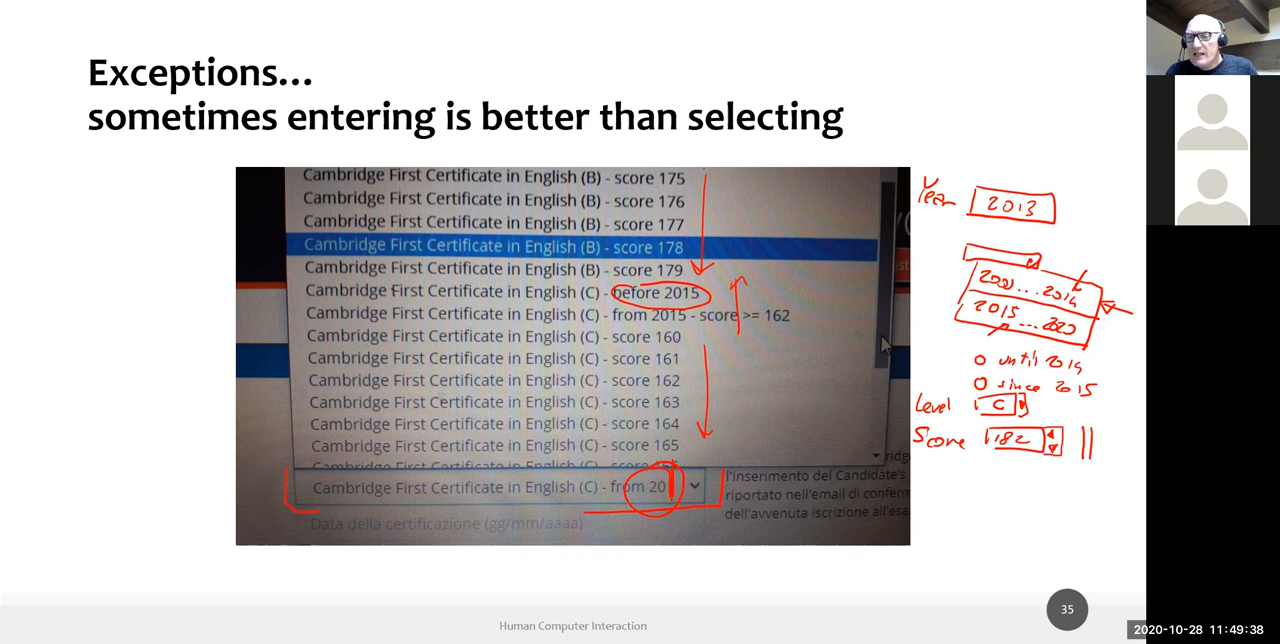 Exceptions...
sometimes entering is better than selecting
Cambridge First Certificate in English (B) - score 175
Cambridge First Certificate in English (B) - score 176
Cambridge First Certificate in English (B) - score 177
Cambridge First Certificate in English (B) - score 178
Cambridge First Certificate in English (B) - score 179
Cambridge First Certificate in English (C) - before 2015
Cambridge First Certificate in English (C) - from 2015 - score >= 162
Cambridge First Certificate in English (C) - score 160
Cambridge First Certificate in English (C) - score 161
Cambridge First Certificate in English (C) - score 162
Cambridge First Certificate in English (C) - score 163
Cambridge First Certificate in English (C) - score 164
Cambridge First Certificate in English (C) - score 165
Cambridge First Certificate in English (C) - from 201
Data della certificazione (gg/mm/aaaa)
l'inserimento del Candidate's
riportato nell'email di conferm
dell'avvenuta iscrizione all'esa
Year 2013
2000...2014
2015 ...2020
until 2014
since 2015
Level C
Score 182
35
Human Computer Interaction
2020-10-28 11:49:38